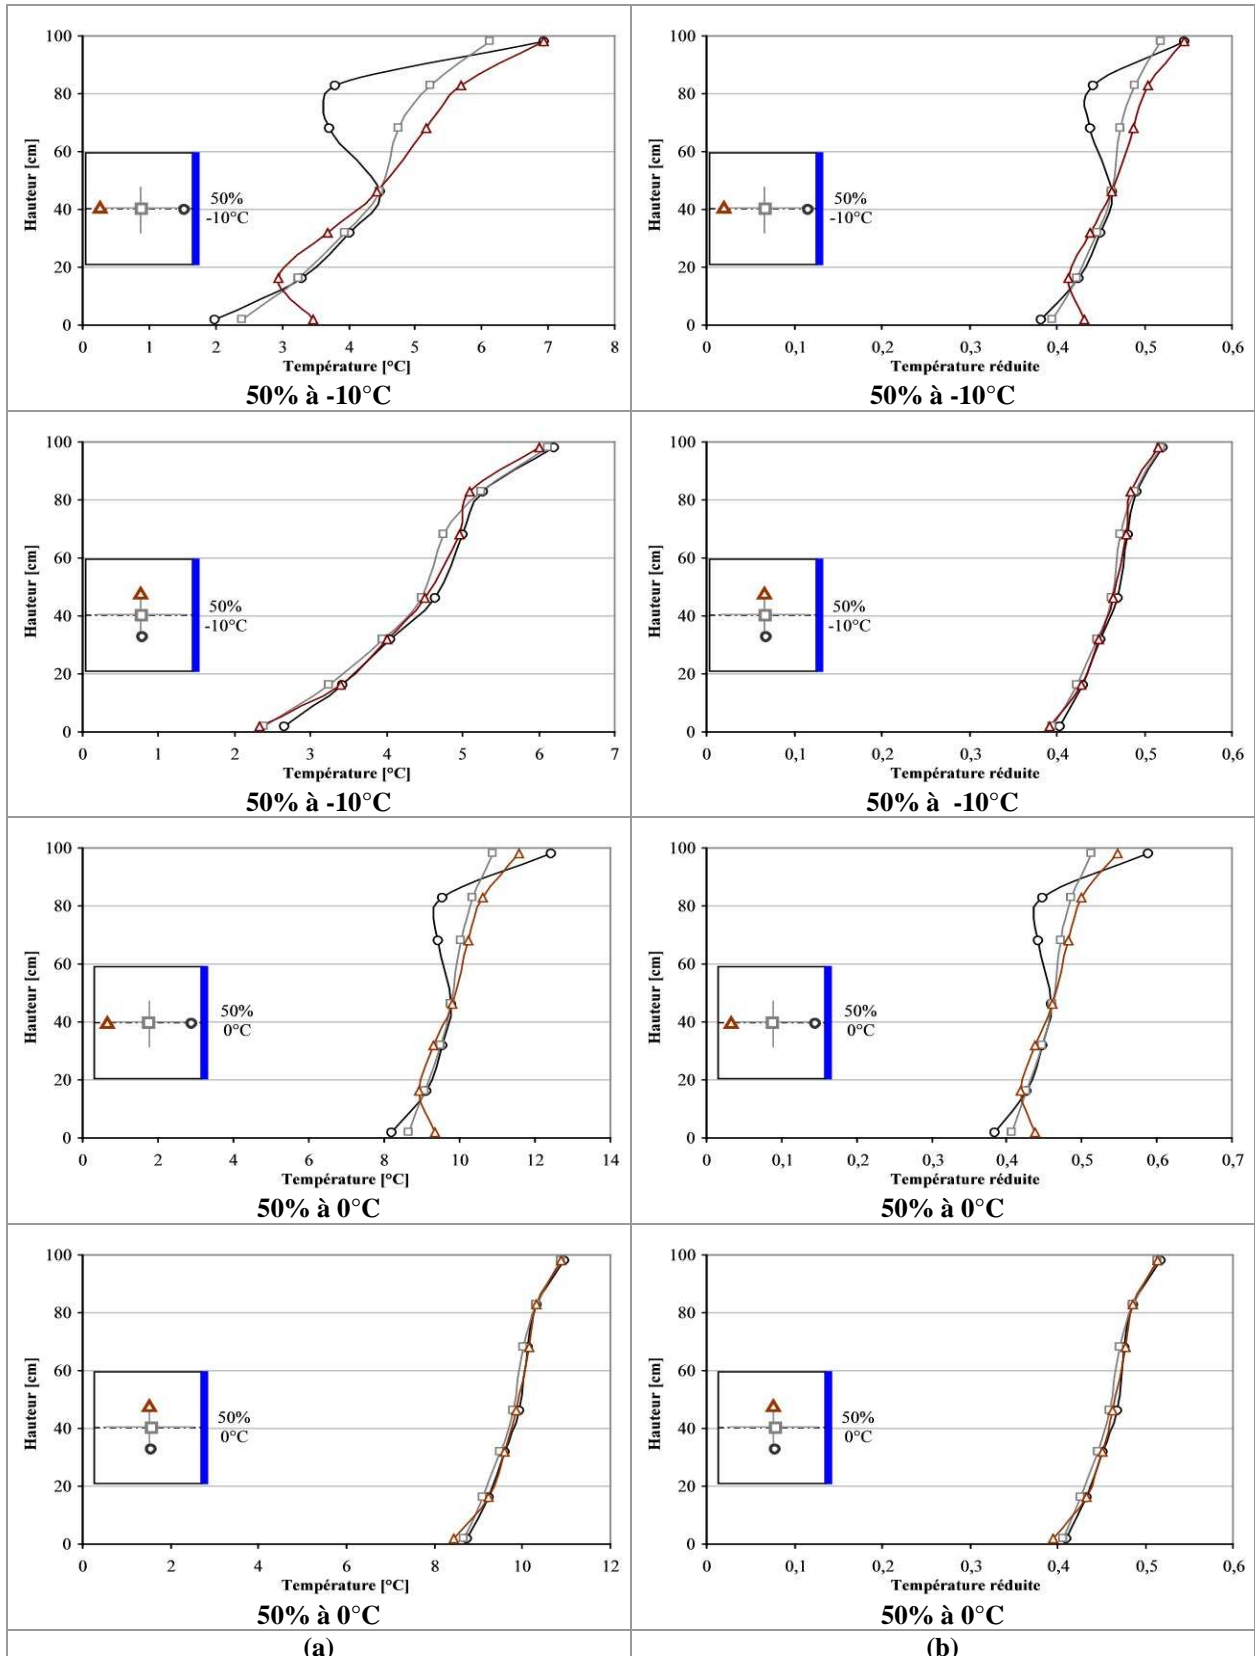 100
80
60
40
20
0
Hauteur [cm]
50%
-10°C
0 1 2 3 4 5 6 7 8
Température [°C]
50% à -10°C
100
80
60
40
20
0
Hauteur [cm]
50%
-10°C
0 0,1 0,2 0,3 0,4 0,5 0,6
Température réduite
50% à -10°C
100
80
60
40
20
0
Hauteur [cm]
50%
-10°C
0 1 2 3 4 5 6 7
Température [°C]
50% à -10°C
100
80
60
40
20
0
Hauteur [cm]
50%
-10°C
0 0,1 0,2 0,3 0,4 0,5 0,6
Température réduite
50% à -10°C
100
80
60
40
20
0
Hauteur [cm]
50%
0°C
0 2 4 6 8 10 12 14
Température [°C]
50% à 0°C
100
80
60
40
20
0
Hauteur [cm]
50%
0°C
0 0,1 0,2 0,3 0,4 0,5 0,6 0,7
Température réduite
50% à 0°C
100
80
60
40
20
0
Hauteur [cm]
50%
0°C
0 2 4 6 8 10 12
Température [°C]
50% à 0°C
100
80
60
40
20
0
Hauteur [cm]
50%
0°C
0 0,1 0,2 0,3 0,4 0,5 0,6
Température réduite
50% à 0°C
(a)
(b)